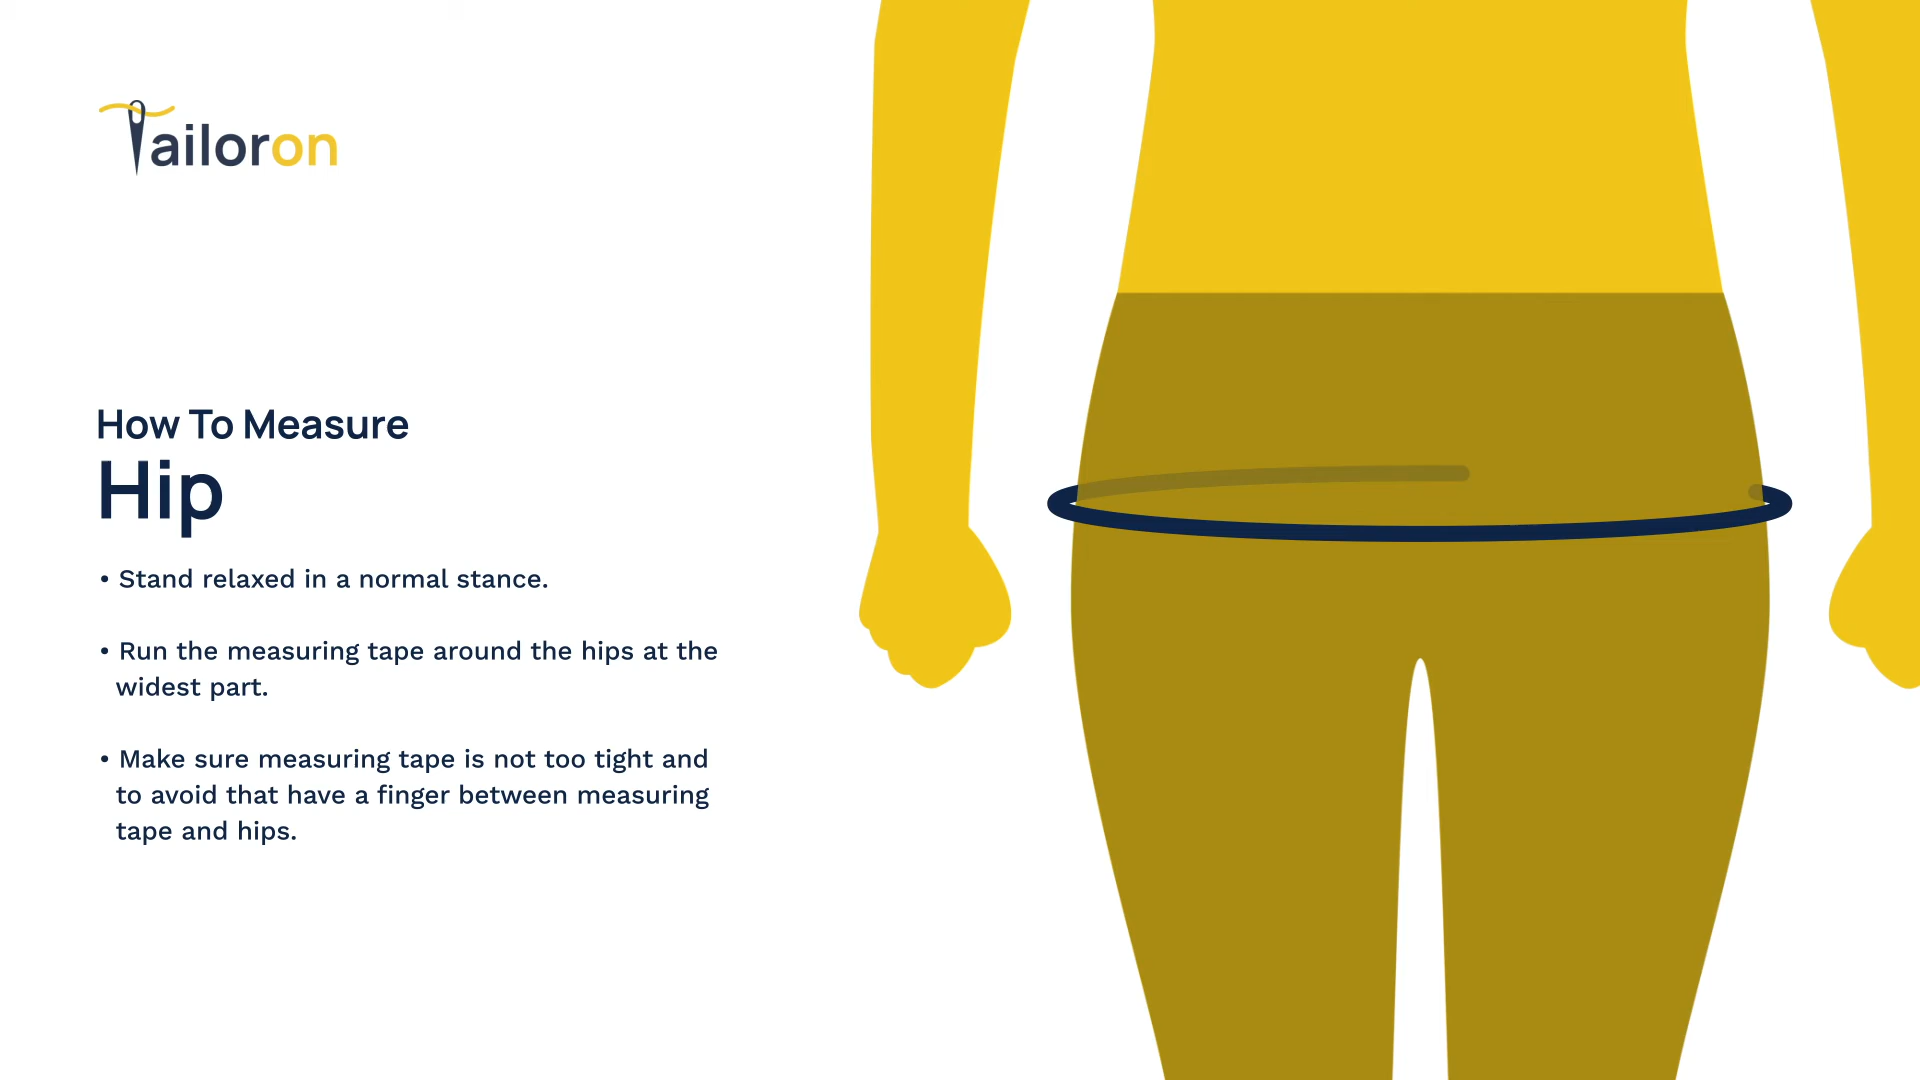 Tailoron
How To Measure
Hip
• Stand relaxed in a normal stance.
• Run the measuring tape around the hips at the
widest part.
• Make sure measuring tape is not too tight and
to avoid that have a finger between measuring
tape and hips.